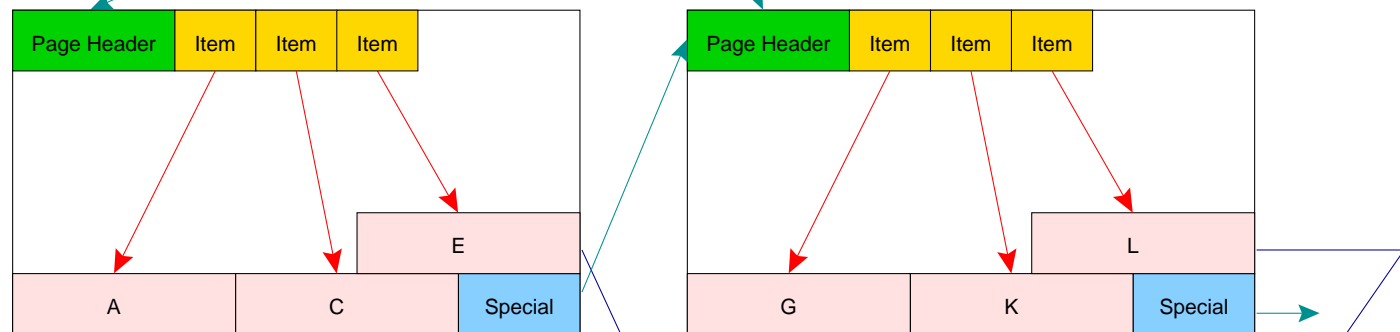 Page Header Item Item Item Page Header Item Item Item
E L
A C Special G K Special